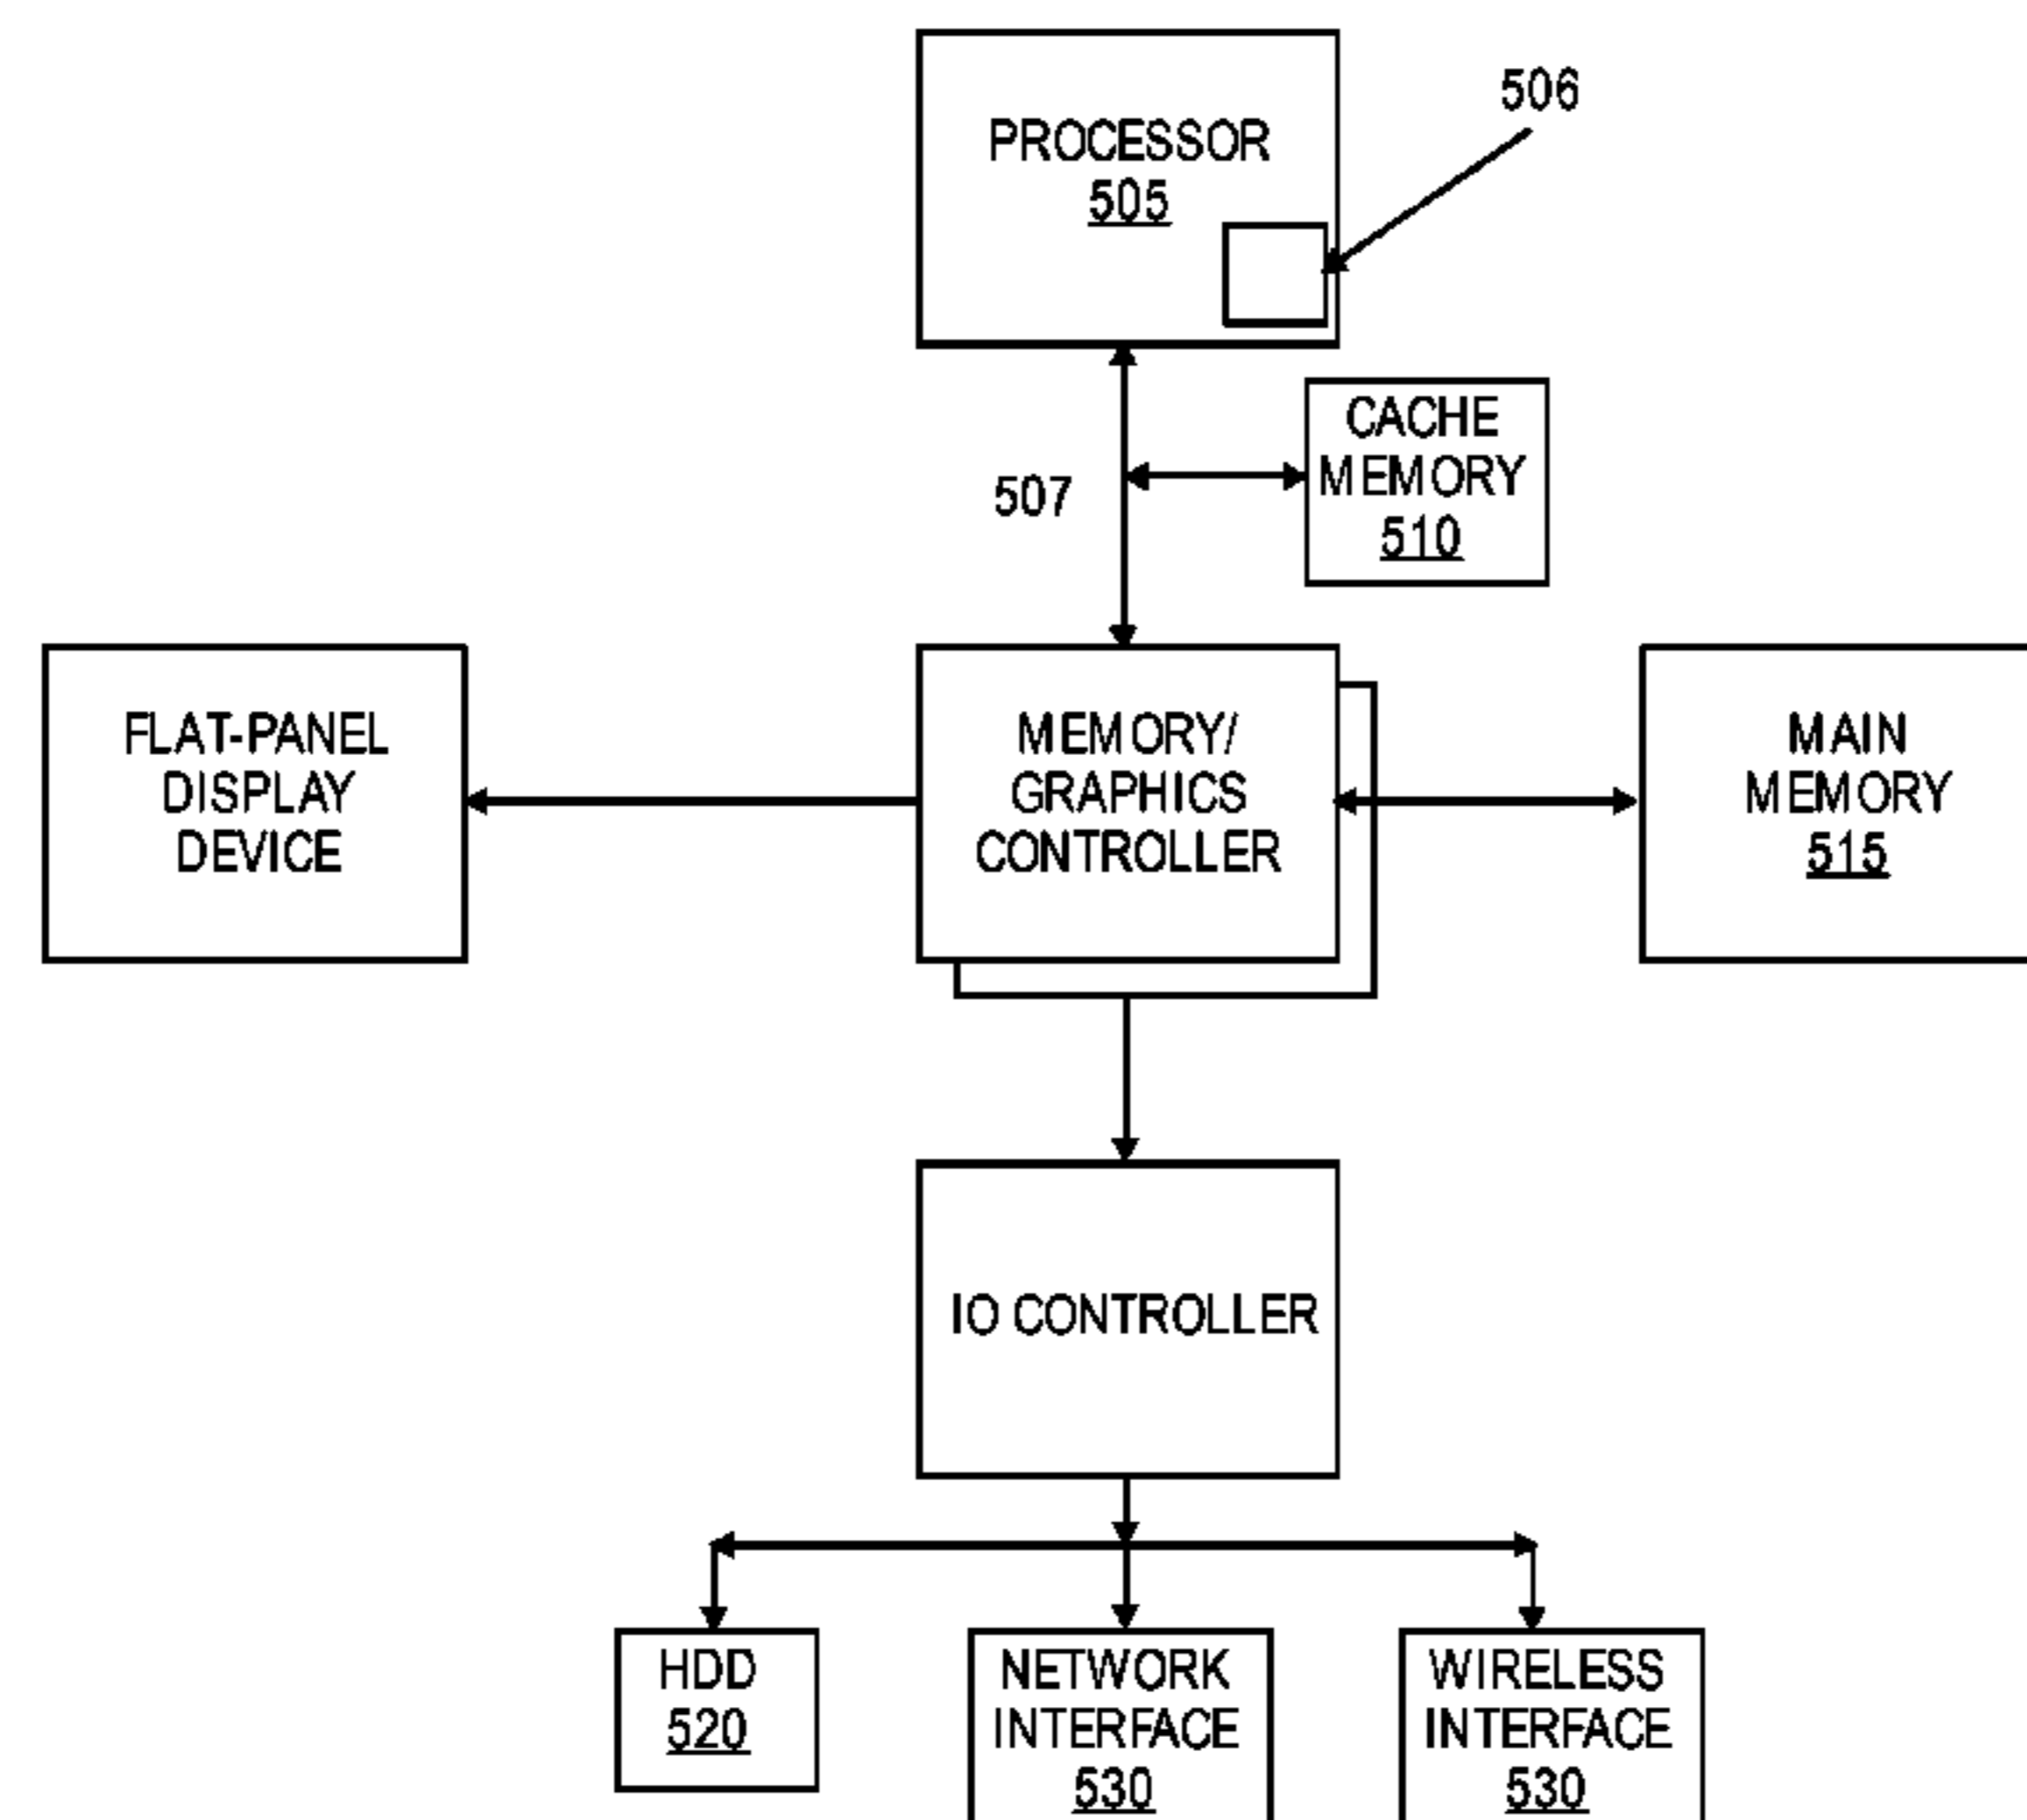 PROCESSOR
505
506
507
CACHE
MEMORY
510
FLAT-PANEL
DISPLAY
DEVICE
MEMORY/
GRAPHICS
CONTROLLER
MAIN
MEMORY
515
IO CONTROLLER
HDD
520
NETWORK
INTERFACE
530
WIRELESS
INTERFACE
530